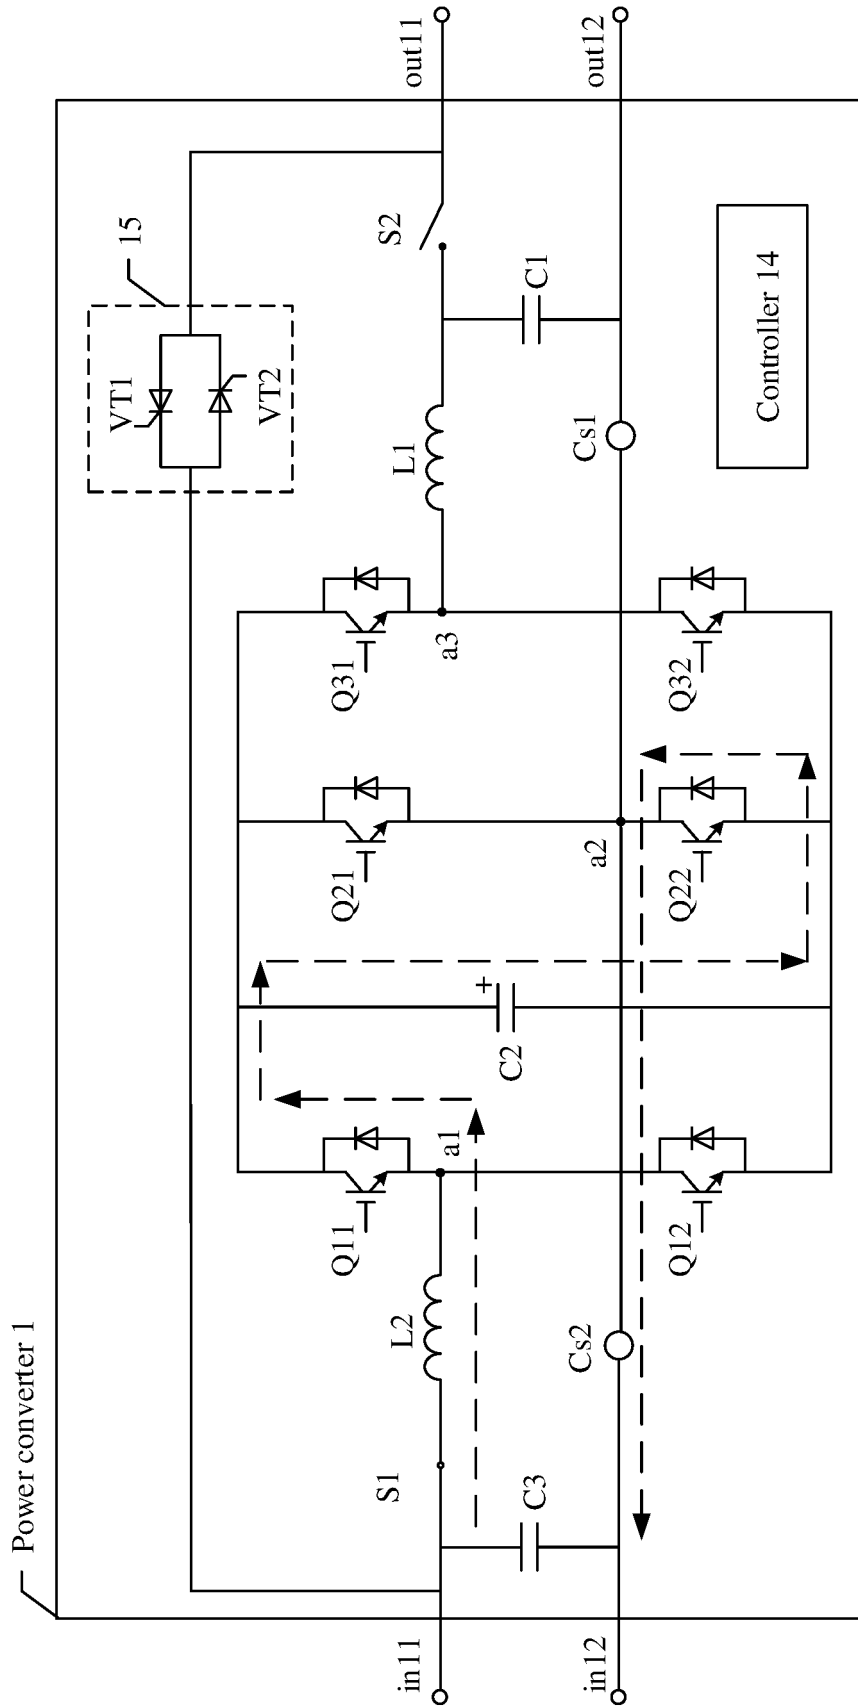 Power converter 1
15
VT1
VT2
Q11
Q21
Q31
in11
S1
L2
a1
C2
+
a3
L1
S2
out11
C3
Cs2
a2
Cs1
C1
in12
out12
Q12
Q22
Q32
Controller 14